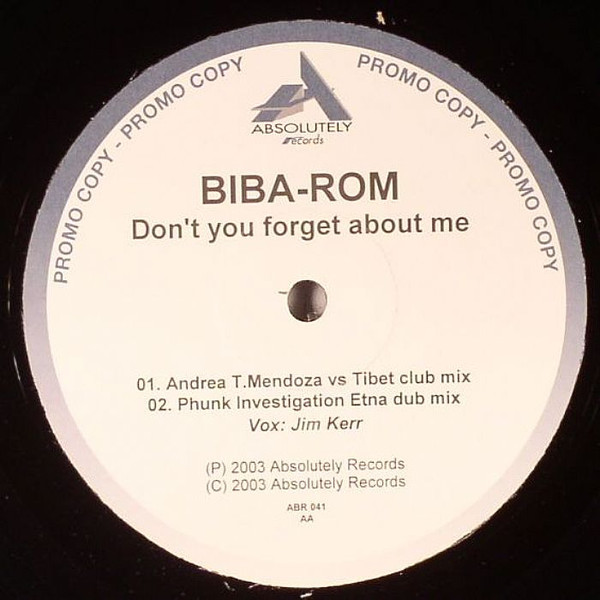 PROMO COPY - PROMO COPY
PROMO COPY - PROMO COPY
ABSOLUTELY
records
BIBA-ROM
Don't you forget about me
01. Andrea T.Mendoza vs Tibet club mix
02. Phunk Investigation Etna dub mix
Vox: Jim Kerr
(P) 2003 Absolutely Records
(C) 2003 Absolutely Records
ABR 041
AA